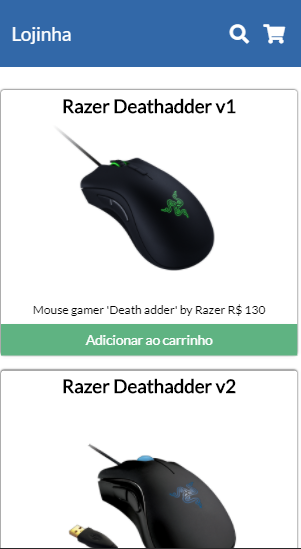 Lojinha
Razer Deathadder v1
Mouse gamer 'Death adder' by Razer R$ 130
Adicionar ao carrinho
Razer Deathadder v2